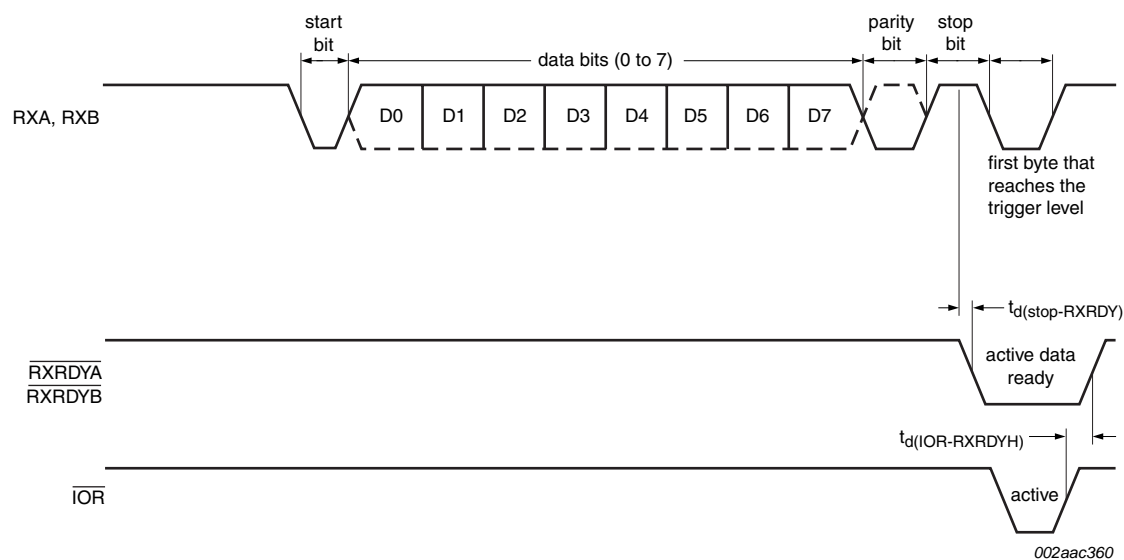 start
bit
data bits (0 to 7)
parity
bit
stop
bit
RXA, RXB
D0
D1
D2
D3
D4
D5
D6
D7
first byte that
reaches the
trigger level
td(stop-RXRDY)
RXRDYA
RXRDYB
active data
ready
td(IOR-RXRDYH)
IOR
active
002aac360